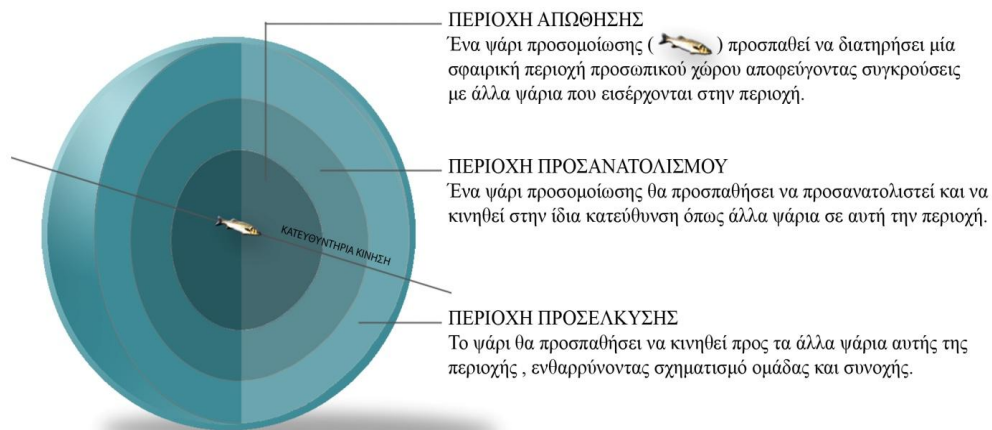 ΠΕΡΙΟΧΗ ΑΠΩΘΗΣΗΣ
Ένα ψάρι προσομοίωσης ( ) προσπαθεί να διατηρήσει μία
σφαιρική περιοχή προσωπικού χώρου αποφεύγοντας συγκρούσεις
με άλλα ψάρια που εισέρχονται στην περιοχή.
ΠΕΡΙΟΧΗ ΠΡΟΣΑΝΑΤΟΛΙΣΜΟΥ
Ένα ψάρι προσομοίωσης θα προσπαθήσει να προσανατολιστεί και να
κινηθεί στην ίδια κατεύθυνση όπως άλλα ψάρια σε αυτή την περιοχή.
ΚΑΤΕΥΘΥΝΤΗΡΙΑ ΚΙΝΗΣΗ
ΠΕΡΙΟΧΗ ΠΡΟΣΕΛΚΥΣΗΣ
Το ψάρι θα προσπαθήσει να κινηθεί προς τα άλλα ψάρια αυτής της
περιοχής , ενθαρρύνοντας σχηματισμό ομάδας και συνοχής.